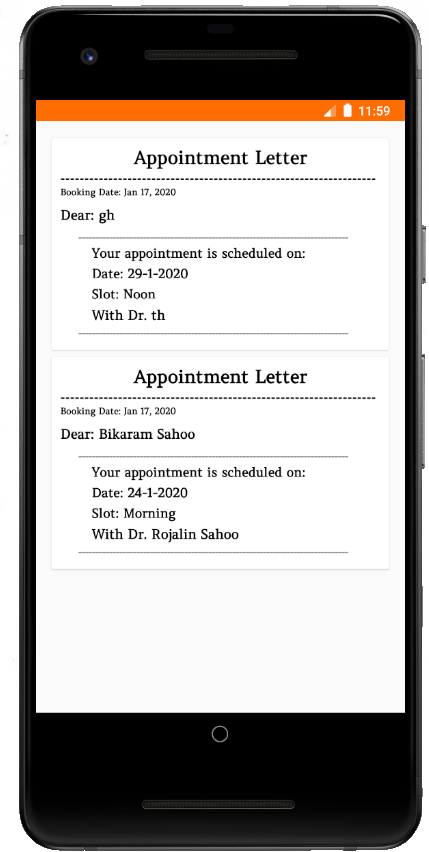 11:59
Appointment Letter
Booking Date: Jan 17, 2020
Dear: gh
Your appointment is scheduled on:
Date: 29-1-2020
Slot: Noon
With Dr. th
Appointment Letter
Booking Date: Jan 17, 2020
Dear: Bikaram Sahoo
Your appointment is scheduled on:
Date: 24-1-2020
Slot: Morning
With Dr. Rojalin Sahoo